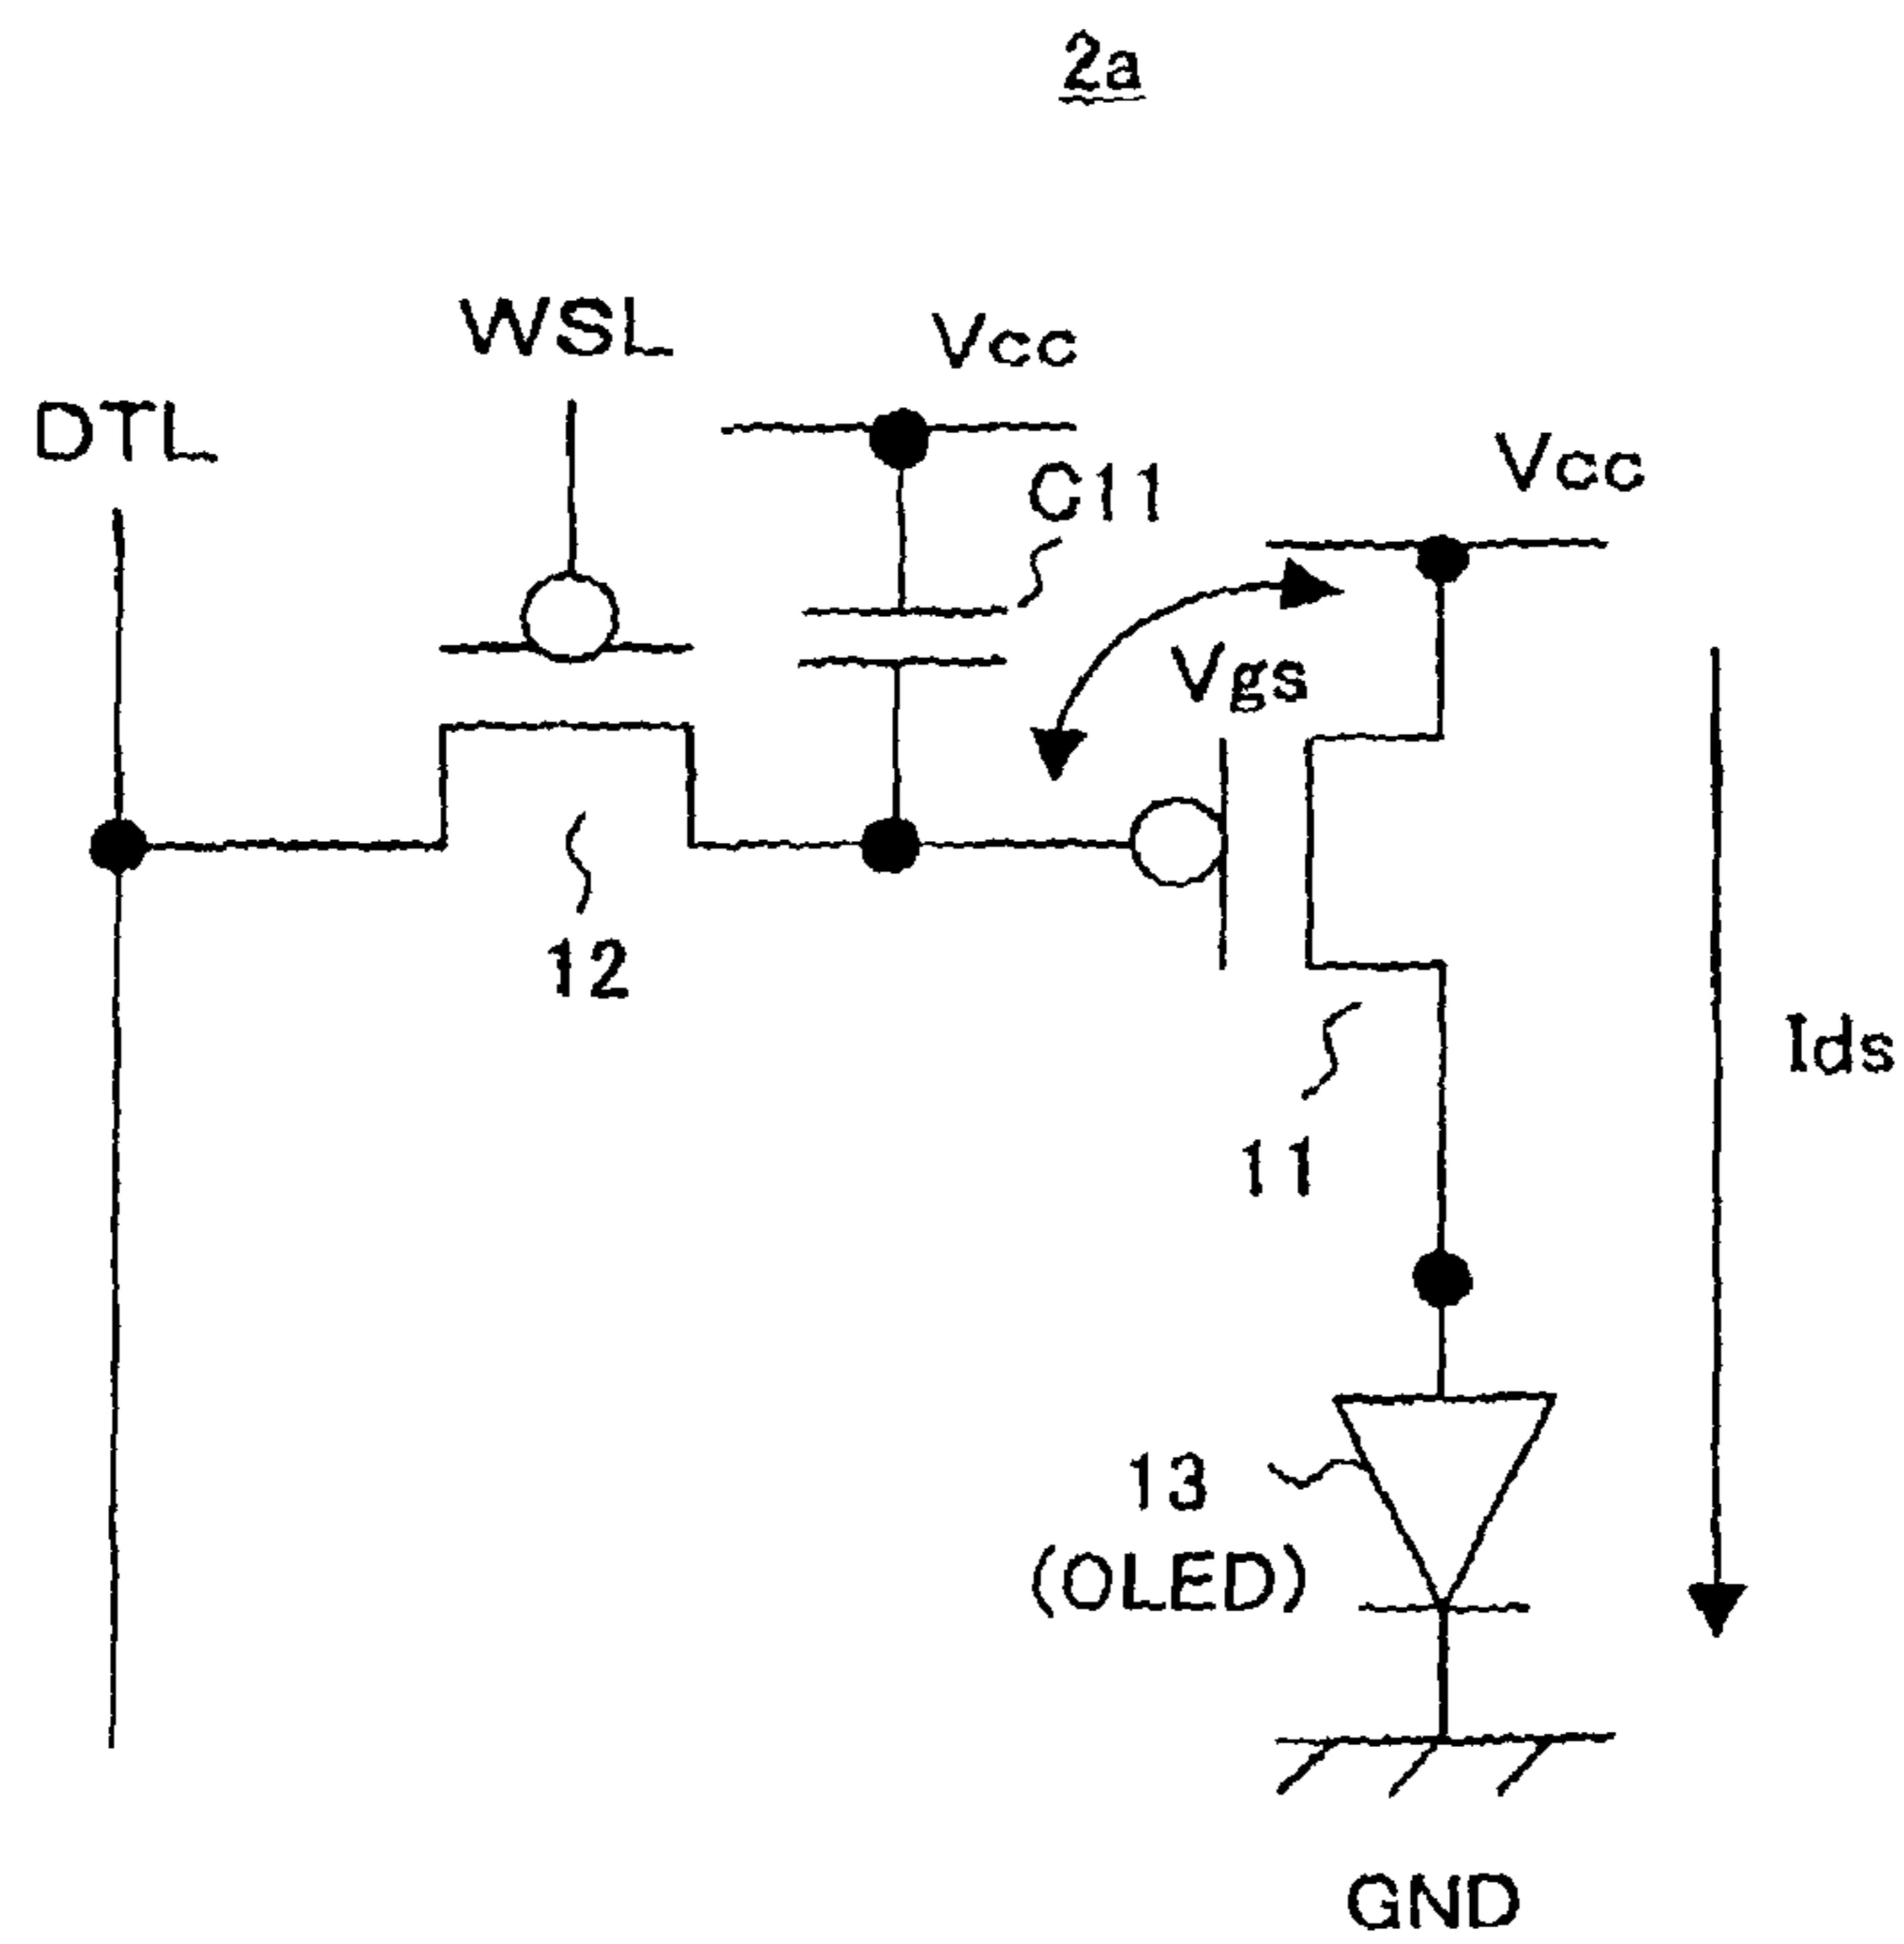 2a
WSL
Vcc
DTL
C11
Vcc
Vgs
12
Ids
11
13
(OLED)
GND